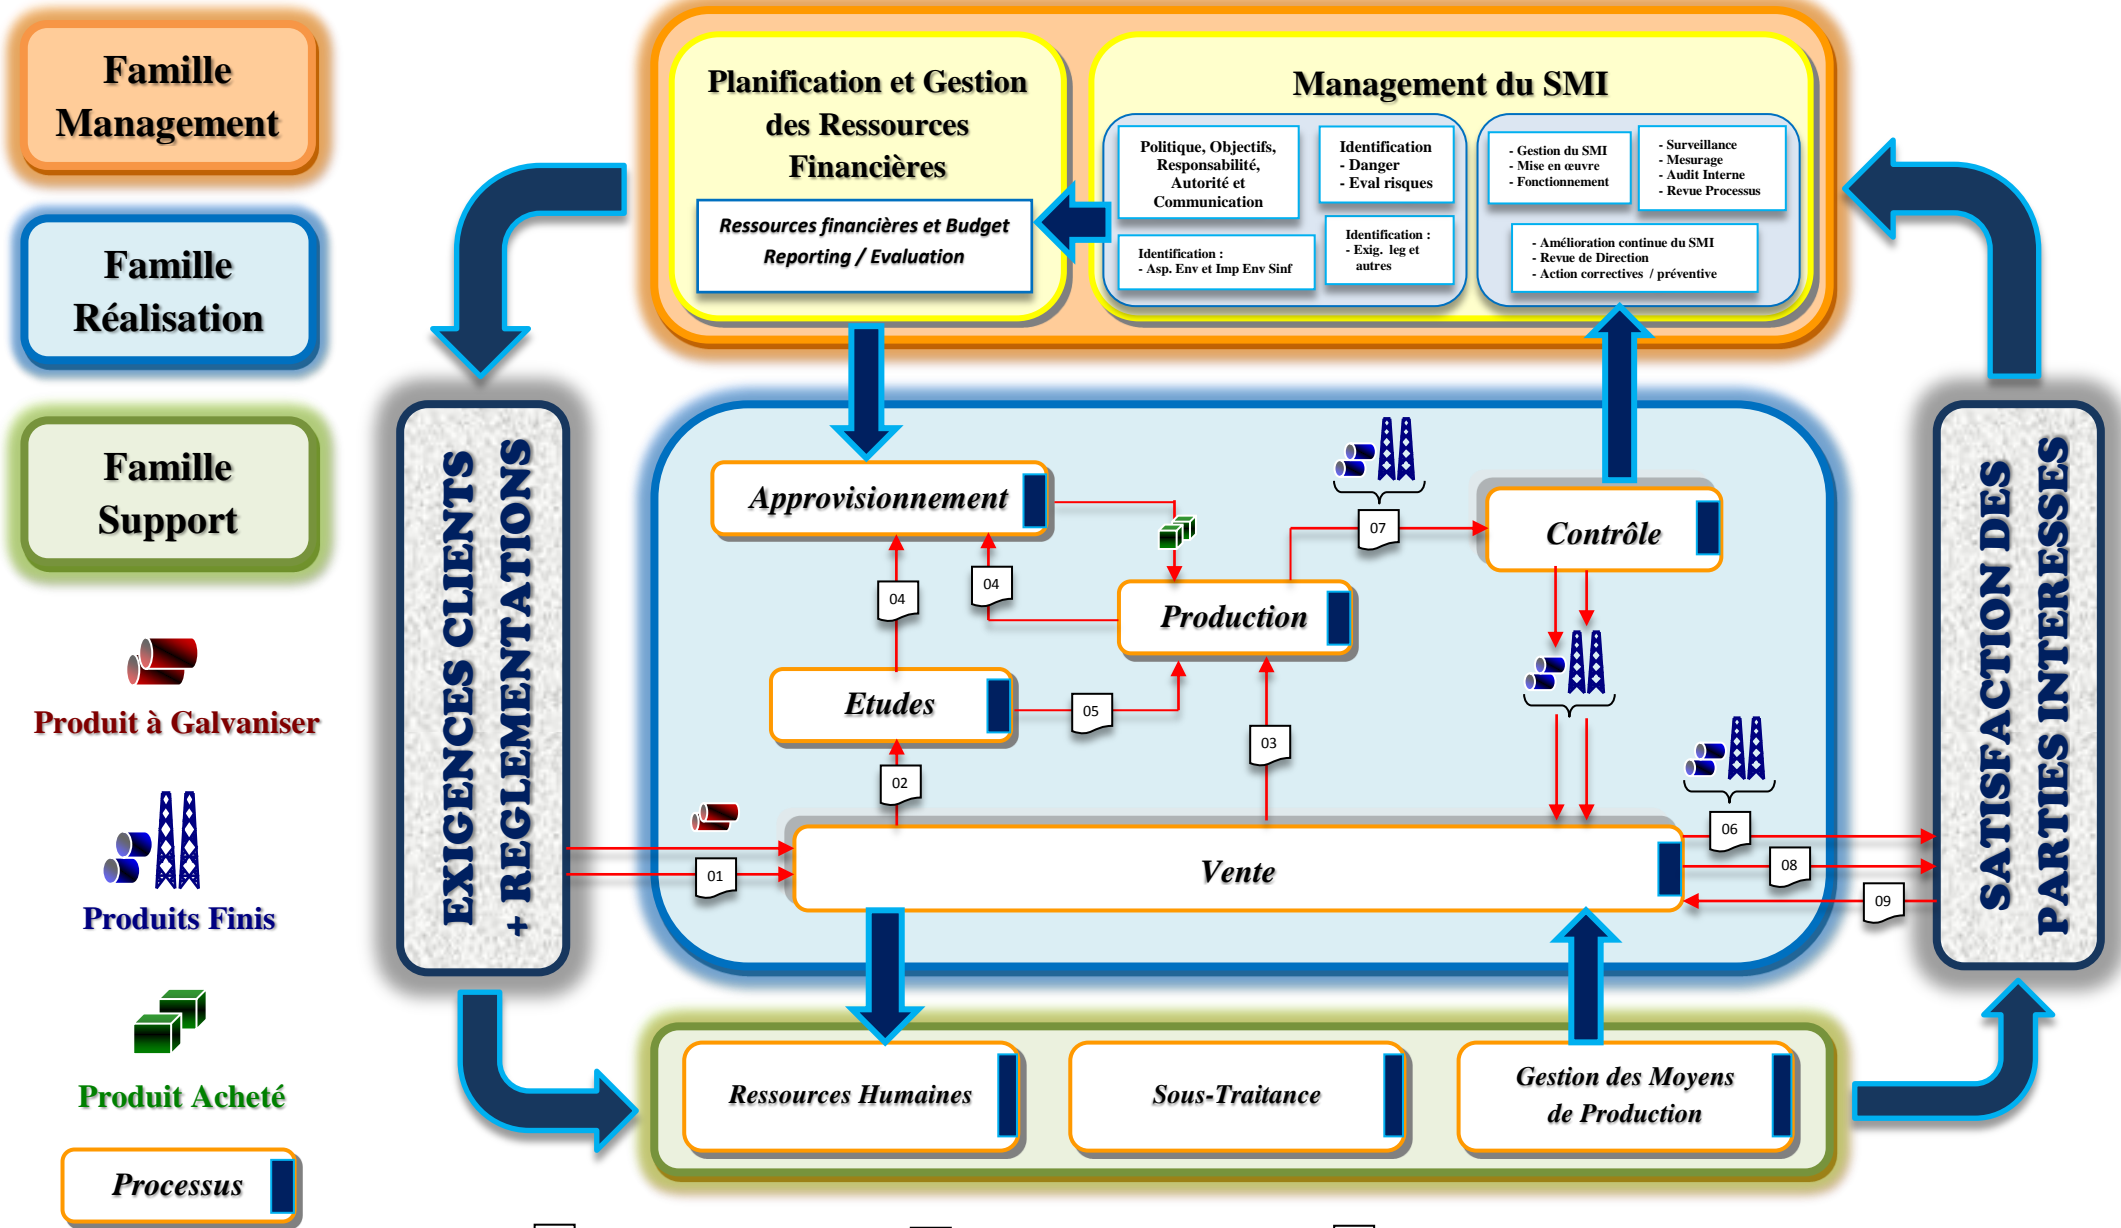 Famille
Management
Famille
Réalisation
Famille
Support
Produit à Galvaniser
Produits Finis
Produit Acheté
Processus
Planification et Gestion
des Ressources
Financières
Ressources financières et Budget
Reporting / Evaluation
Management du SMI
Politique, Objectifs,
Responsabilité,
Autorité et
Communication
Identification
- Danger
- Eval risques
Identification :
- Asp. Env et Imp Env Sinf
Identification :
- Exig. leg et
autres
- Gestion du SMI
- Mise en œuvre
- Fonctionnement
- Surveillance
- Mesurage
- Audit Interne
- Revue Processus
- Amélioration continue du SMI
- Revue de Direction
- Action correctives / préventive
EXIGENCES CLIENTS
+ REGLEMENTATIONS
Approvisionnement
07
Contrôle
04
04
Production
Etudes
05
03
02
01
Vente
06
08
09
SATISFACTION DES
PARTIES INTERESSES
Ressources Humaines
Sous-Traitance
Gestion des Moyens
de Production